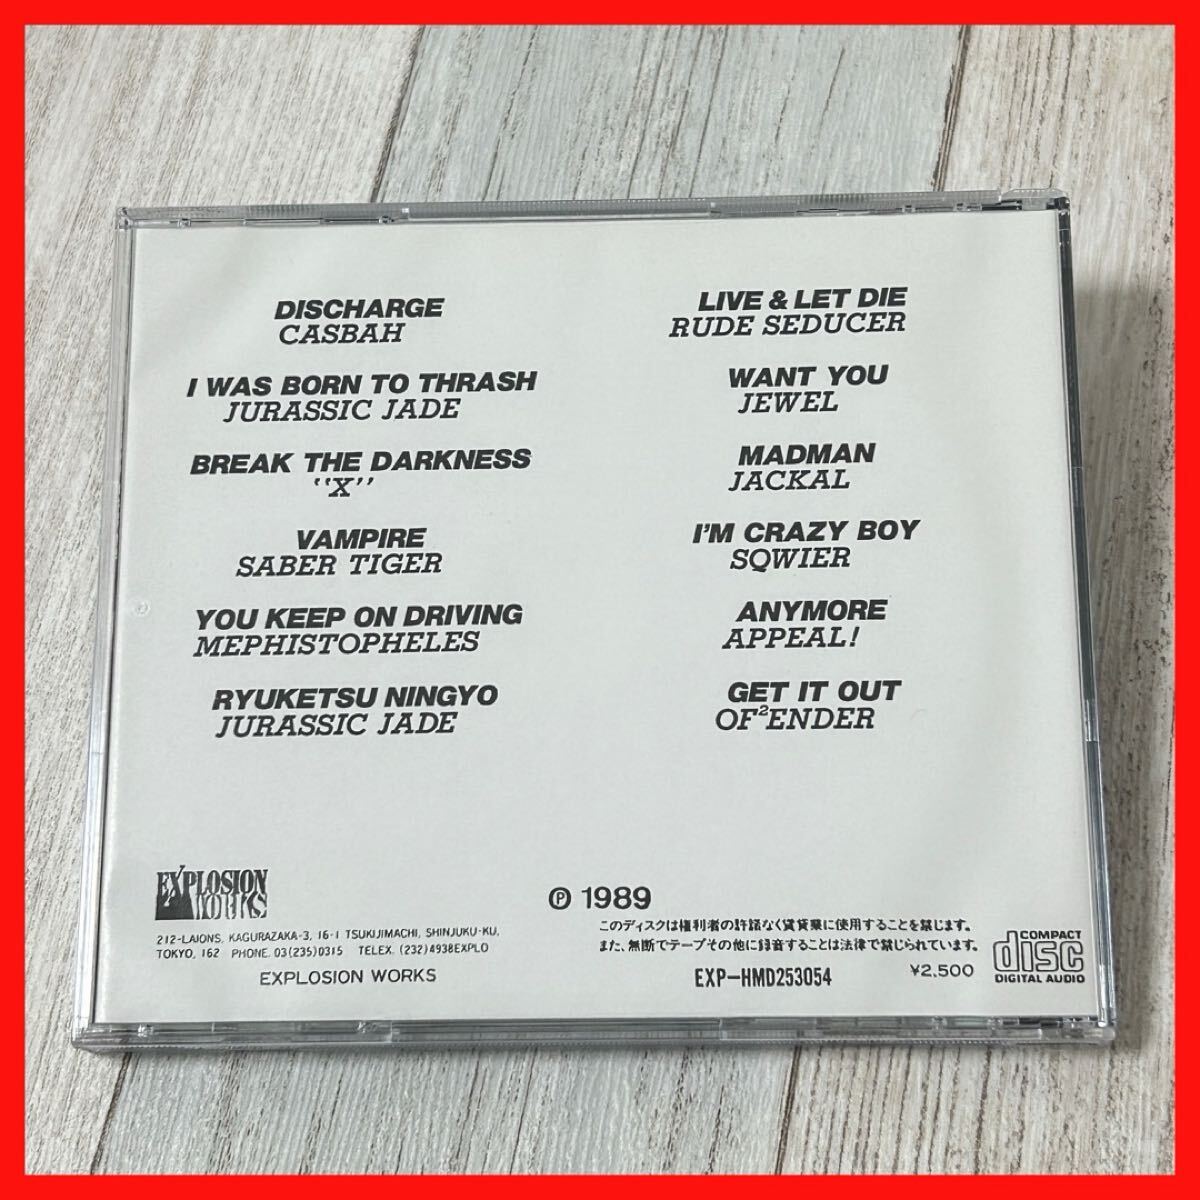 DISCHARGE
CASBAH
I WAS BORN TO THRASH
JURASSIC JADE
BREAK THE DARKNESS
"X"
VAMPIRE
SABER TIGER
YOU KEEP ON DRIVING
MEPHISTOPHELES
RYUKETSU NINGYO
JURASSIC JADE
LIVE & LET DIE
RUDE SEDUCER
WANT YOU
JEWEL
MADMAN
JACKAL
I'M CRAZY BOY
SQWIER
ANYMORE
APPEAL!
GET IT OUT
OF²ENDER
EXPLOSION
WORKS
212-LAIONS, KAGURAZAKA-3, 16-1 TSUKIJIMACHI, SHINJUKU-KU,
TOKYO, 162 PHONE. 03(235)0315 TELEX. (232)4938EXPLO
EXPLOSION WORKS
℗ 1989
このディスクは権利者の許諾なく賃貸業に使用することを禁じます。
また、無断でテープその他に録音することは法律で禁じられています。
EXP-HMD253054
¥2,500
COMPACT
disc
DIGITAL AUDIO